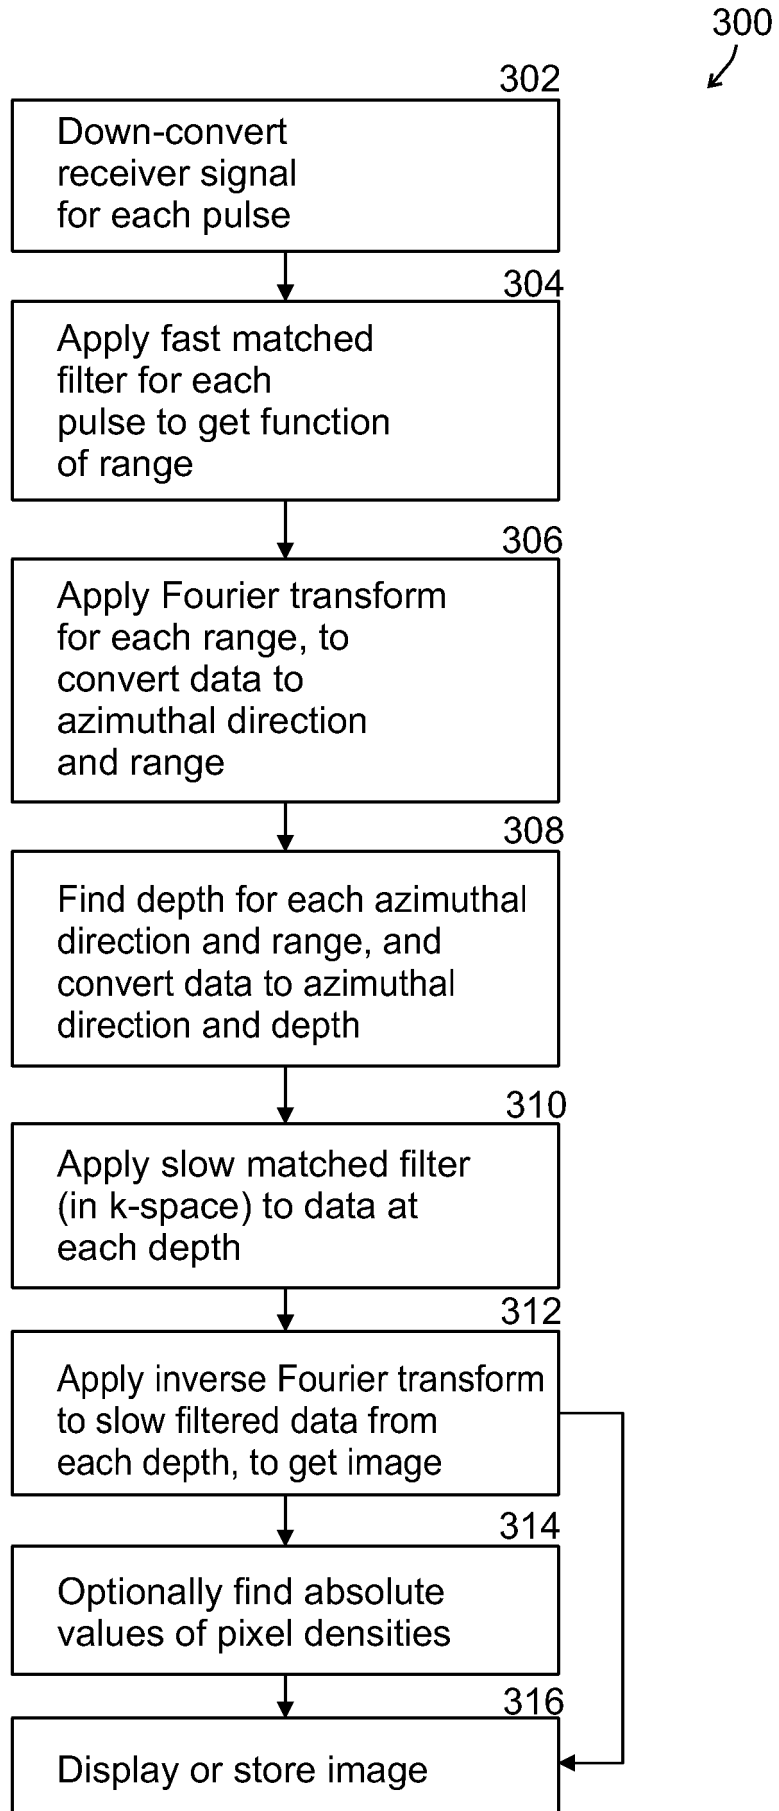 300
302
Down-convert
receiver signal
for each pulse
304
Apply fast matched
filter for each
pulse to get function
of range
306
Apply Fourier transform
for each range, to
convert data to
azimuthal direction
and range
308
Find depth for each azimuthal
direction and range, and
convert data to azimuthal
direction and depth
310
Apply slow matched filter
(in k-space) to data at
each depth
312
Apply inverse Fourier transform
to slow filtered data from
each depth, to get image
314
Optionally find absolute
values of pixel densities
316
Display or store image